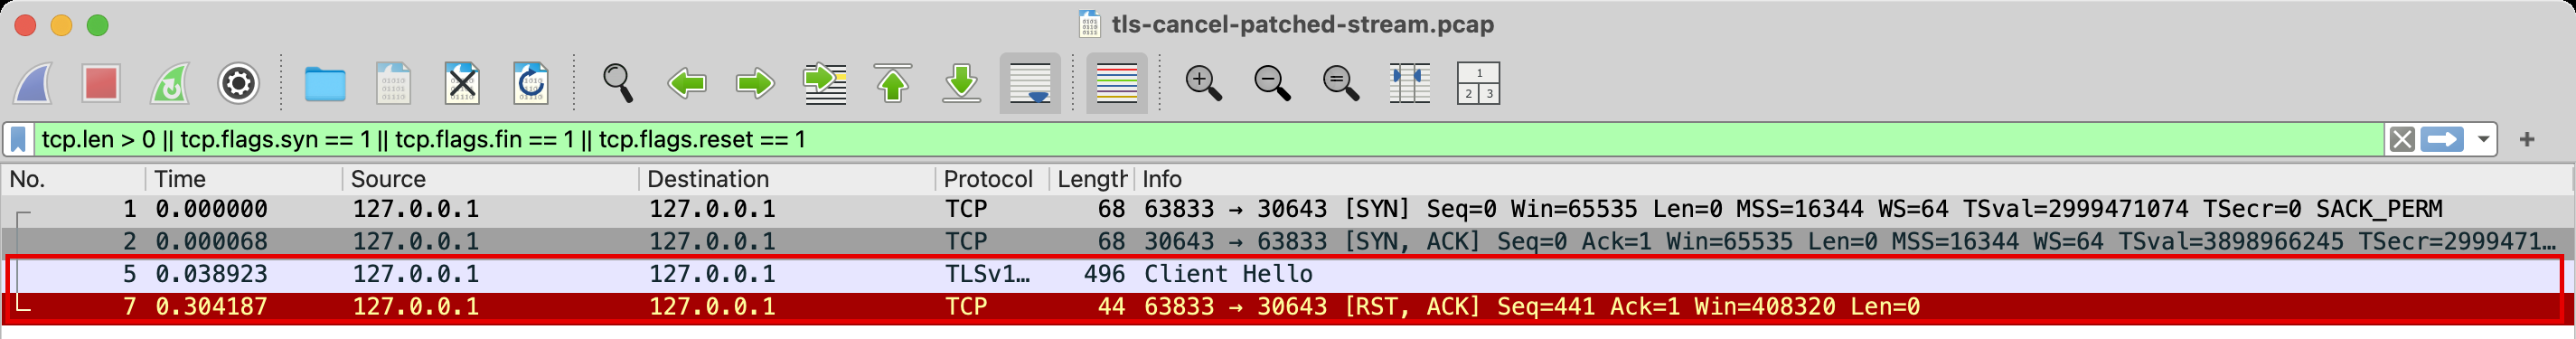 tls-cancel-patched-stream.pcap
tcp.len > 0 || tcp.flags.syn == 1 || tcp.flags.fin == 1 || tcp.flags.reset == 1
No. Time Source Destination Protocol Length Info
1 0.000000 127.0.0.1 127.0.0.1 TCP 68 63833 → 30643 [SYN] Seq=0 Win=65535 Len=0 MSS=16344 WS=64 TSval=2999471074 TSecr=0 SACK_PERM
2 0.000068 127.0.0.1 127.0.0.1 TCP 68 30643 → 63833 [SYN, ACK] Seq=0 Ack=1 Win=65535 Len=0 MSS=16344 WS=64 TSval=3898966245 TSecr=2999471…
5 0.038923 127.0.0.1 127.0.0.1 TLSv1… 496 Client Hello
7 0.304187 127.0.0.1 127.0.0.1 TCP 44 63833 → 30643 [RST, ACK] Seq=441 Ack=1 Win=408320 Len=0